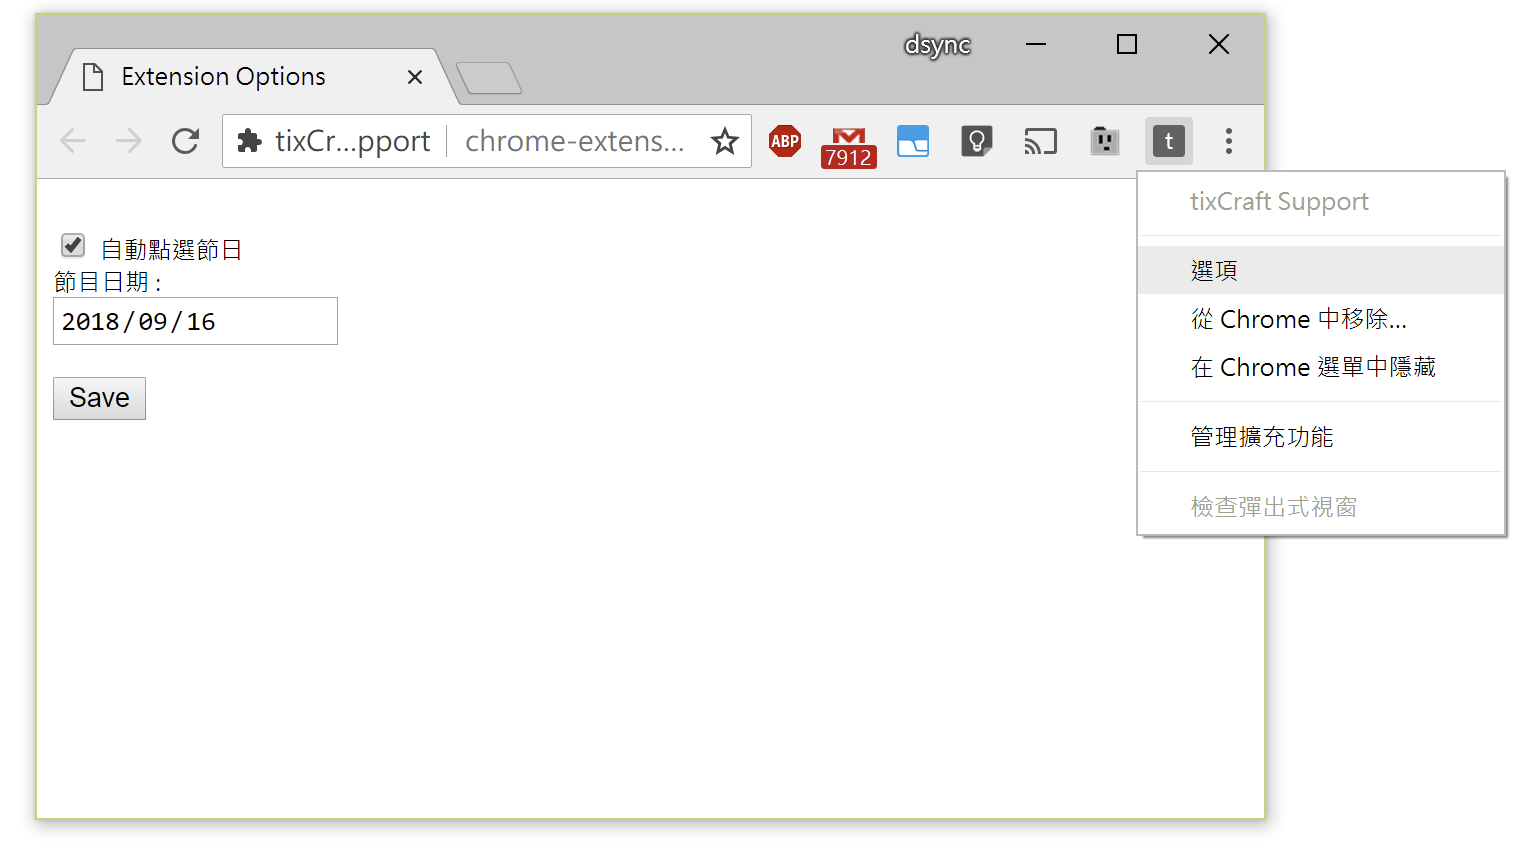 dsync
Extension Options
tixCr...pport
chrome-extens...
ABP
7912
t
tixCraft Support
選項
從 Chrome 中移除...
在 Chrome 選單中隱藏
管理擴充功能
檢查彈出式視窗
自動點選節日
節目日期 :
2018/09/16
Save